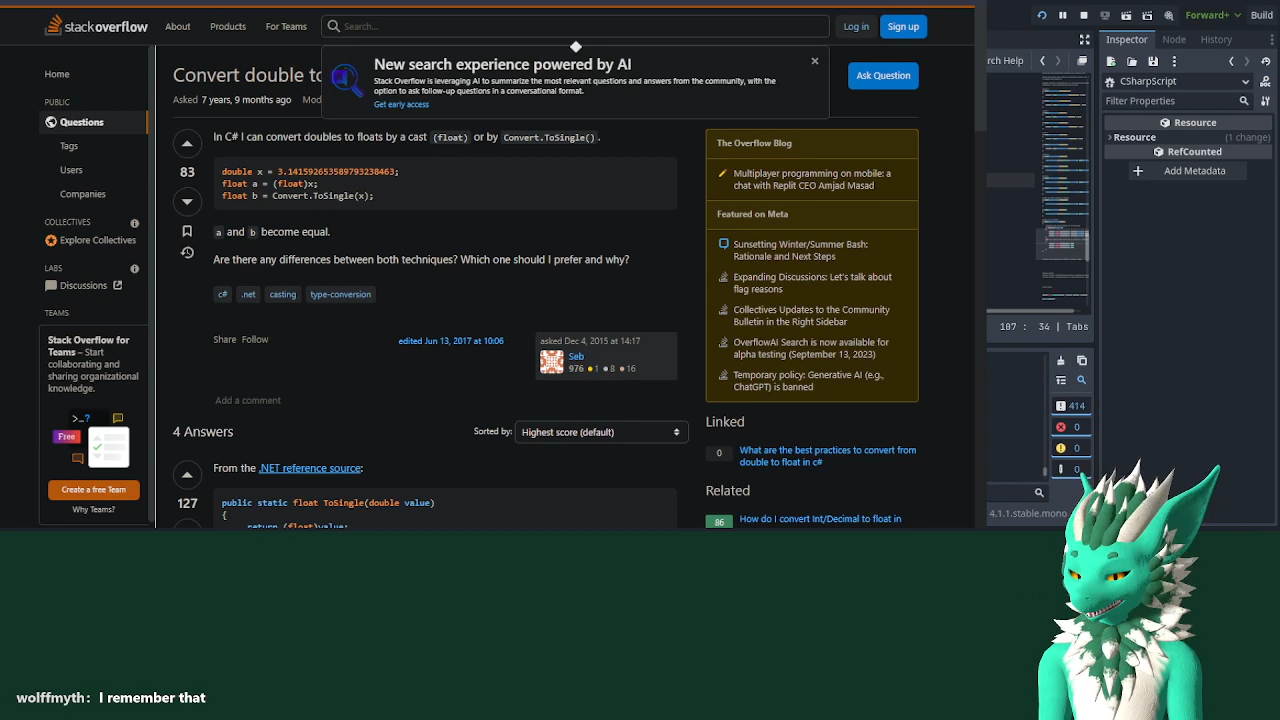 stackoverflow
About
Products
For Teams
Search...
Log in
Sign up
Home
PUBLIC
Questions
Tags
Users
Companies
COLLECTIVES
Explore Collectives
LABS
Discussions
TEAMS
Stack Overflow for
Teams – Start
collaborating and
sharing organizational
knowledge.
>_?
Free
Create a free Team
Why Teams?
Convert double to
New search experience powered by AI
Stack Overflow is leveraging AI to summarize the most relevant questions and answers from the community, with the
option to ask follow-up questions in a conversational format.
Get early access
Ask Question
Asked 7 years, 9 months ago
In C# I can convert doubles to floats by a cast (float) or by Convert.ToSingle().
83
float a = (float)x;
float b = Convert.ToSingle(x);
a and b become equal.
Are there any differences between both techniques? Which one should I prefer and why?
c#
.net
casting
type-conversion
Share Follow
edited Jun 13, 2017 at 10:06
asked Dec 4, 2015 at 14:17
Seb
976 1 8 16
Add a comment
4 Answers
Sorted by:
Highest score (default)
From the .NET reference source:
127
public static float ToSingle(double value)
{
return (float)value;
The Overflow Blog
Multiplayer programming on mobile: a
chat with Replit CEO Amjad Masad
Featured on Meta
Sunsetting Winter/Summer Bash:
Rationale and Next Steps
Expanding Discussions: Let's talk about
flag reasons
Collectives Updates to the Community
Bulletin in the Right Sidebar
OverflowAI Search is now available for
alpha testing (September 13, 2023)
Temporary policy: Generative AI (e.g.,
ChatGPT) is banned
Linked
0
What are the best practices to convert from
double to float in c#
Related
86
How do I convert Int/Decimal to float in
Forward+
Build
Inspector
Node
History
CSharpScript
Filter Properties
Resource
Resource
change)
RefCounted
Add Metadata
rch Help
107 : 34 | Tabs
414
0
0
0
4.1.1.stable.mono
wolffmyth: I remember that